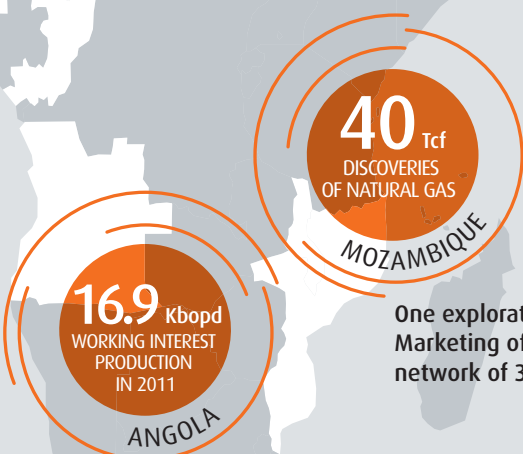 40 Tcf
DISCOVERIES
OF NATURAL GAS
MOZAMBIQUE
16.9 Kbopd
WORKING INTEREST
PRODUCTION
IN 2011
ANGOLA
One
Marketing of
network of 3